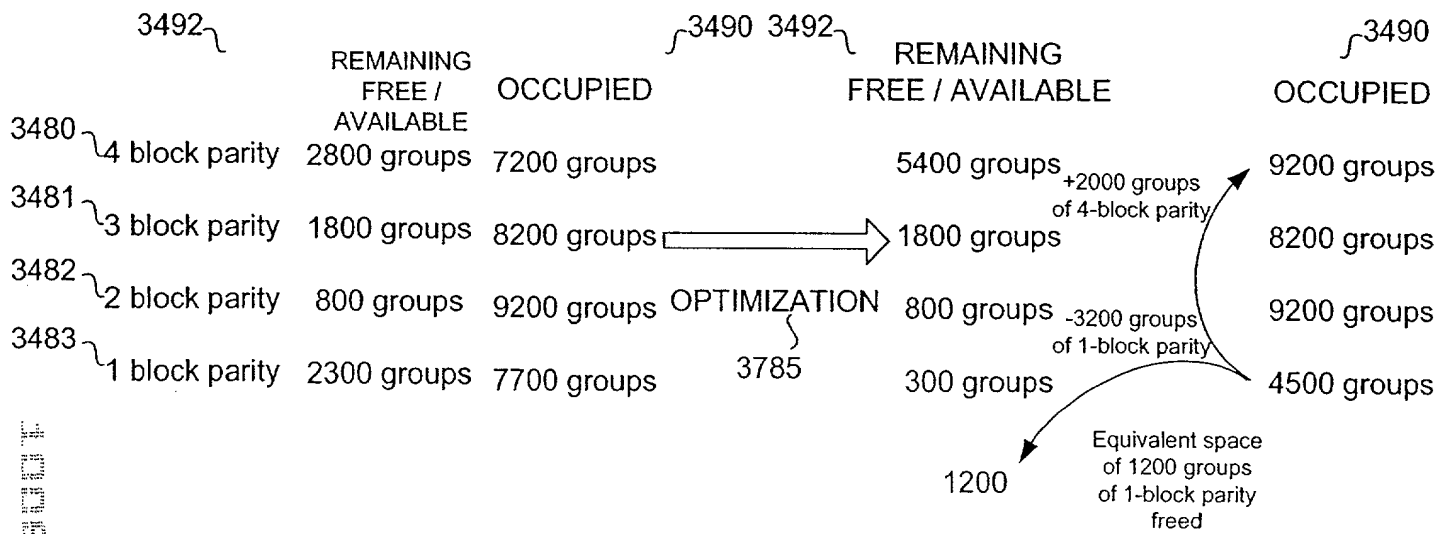 3492
3490 3492
3490
REMAINING
FREE /
AVAILABLE
OCCUPIED
REMAINING
FREE / AVAILABLE
OCCUPIED
3480
4 block parity 2800 groups 7200 groups 5400 groups 9200 groups
+2000 groups
of 4-block parity
3481
3 block parity 1800 groups 8200 groups 1800 groups 8200 groups
3482
2 block parity 800 groups 9200 groups OPTIMIZATION 800 groups 9200 groups
-3200 groups
of 1-block parity
3483
1 block parity 2300 groups 7700 groups 3785 300 groups 4500 groups
1200
Equivalent space
of 1200 groups
of 1-block parity
freed